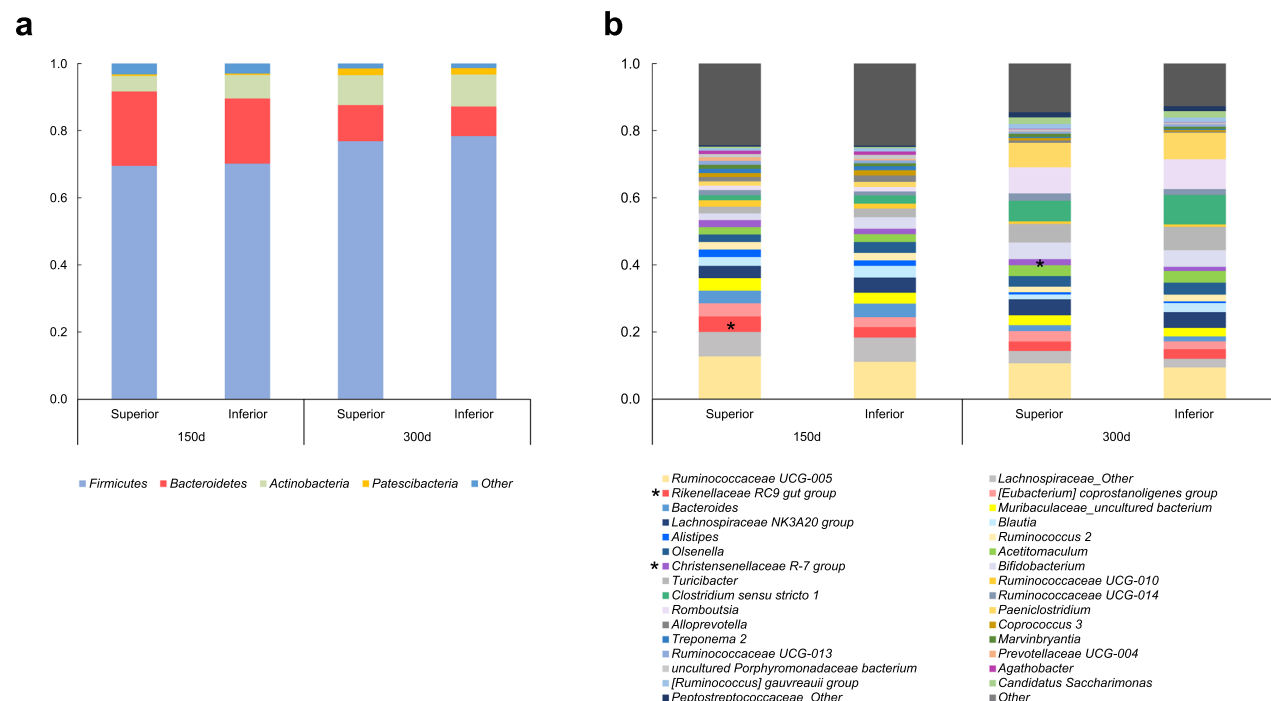 a
b
1.0
0.8
0.6
0.4
0.2
0.0
Superior Inferior Superior Inferior
150d 300d
Firmicutes Bacteroidetes Actinobacteria Patescibacteria Other
1.0
0.8
0.6
0.4
0.2
0.0
*
*
Superior Inferior Superior Inferior
150d 300d
Ruminococcaceae UCG-005
Lachnospiraceae_Other
* Rikenellaceae RC9 gut group
[Eubacterium] coprostanoligenes group
Bacteroides
Muribaculaceae_uncultured bacterium
Lachnospiraceae NK3A20 group
Blautia
Alistipes
Ruminococcus 2
Olsenella
Acetitomaculum
* Christensenellaceae R-7 group
Bifidobacterium
Turicibacter
Ruminococcaceae UCG-010
Clostridium sensu stricto 1
Ruminococcaceae UCG-014
Romboutsia
Paeniclostridium
Alloprevotella
Coprococcus 3
Treponema 2
Marvinbryantia
Ruminococcaceae UCG-013
Prevotellaceae UCG-004
uncultured Porphyromonadaceae bacterium
Agathobacter
[Ruminococcus] gauvreauii group
Candidatus Saccharimonas
Peptostreptococcaceae_Other
Other